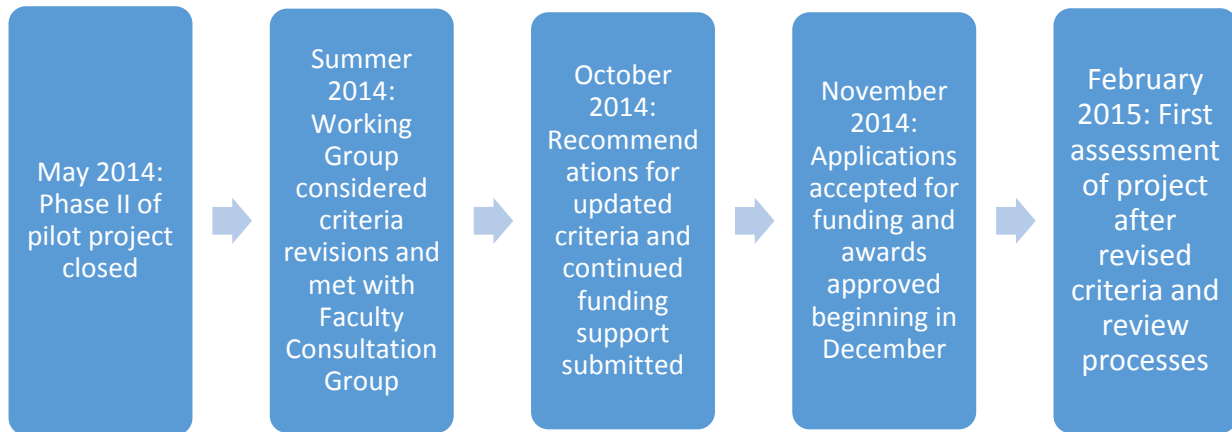 May 2014:
Phase II of
pilot project
closed
Summer
2014:
Working
Group
considered
criteria
revisions and
met with
Faculty
Consultation
Group
October
2014:
Recommend
ations for
updated
criteria and
continued
funding
support
submitted
November
2014:
Applications
accepted for
funding and
awards
approved
beginning in
December
February
2015: First
assessment
of project
after
revised
criteria and
review
processes